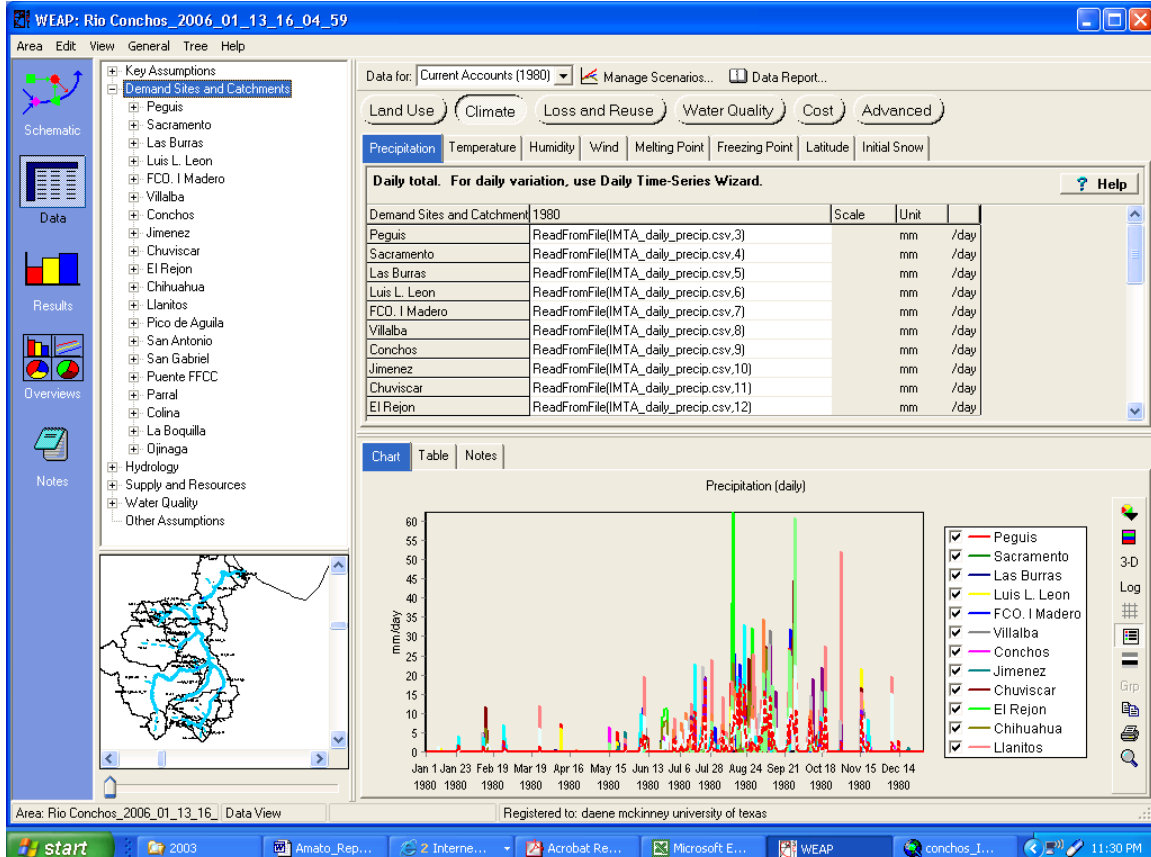 WEAP: Rio Conchos_2006_01_13_16_04_59
Area Edit View General Tree Help
Schematic
Data
Results
Overviews
Notes
Key Assumptions
Demand Sites and Catchments
Peguis
Sacramento
Las Burras
Luis L. Leon
FCO. I Madero
Villalba
Conchos
Jimenez
Chuviscar
El Rejon
Chihuahua
Llanitos
Pico de Aguila
San Antonio
San Gabriel
Puente FFCC
Parral
Colina
La Boquilla
Ojinaga
Hydrology
Supply and Resources
Water Quality
Other Assumptions
Data for: Current Accounts (1980) Manage Scenarios... Data Report...
Land Use Climate Loss and Reuse Water Quality Cost Advanced
Precipitation Temperature Humidity Wind Melting Point Freezing Point Latitude Initial Snow
Daily total. For daily variation, use Daily Time-Series Wizard. ? Help
Demand Sites and Catchment 1980 Scale Unit
Peguis ReadFromFile(IMTA_daily_precip.csv,3) mm /day
Sacramento ReadFromFile(IMTA_daily_precip.csv,4) mm /day
Las Burras ReadFromFile(IMTA_daily_precip.csv,5) mm /day
Luis L. Leon ReadFromFile(IMTA_daily_precip.csv,6) mm /day
FCO. I Madero ReadFromFile(IMTA_daily_precip.csv,7) mm /day
Villalba ReadFromFile(IMTA_daily_precip.csv,8) mm /day
Conchos ReadFromFile(IMTA_daily_precip.csv,9) mm /day
Jimenez ReadFromFile(IMTA_daily_precip.csv,10) mm /day
Chuviscar ReadFromFile(IMTA_daily_precip.csv,11) mm /day
El Rejon ReadFromFile(IMTA_daily_precip.csv,12) mm /day
Chart Table Notes
Precipitation (daily)
mm/day
60
55
50
45
40
35
30
25
20
15
10
5
0
Jan 1 Jan 23 Feb 19 Mar 19 Apr 16 May 15 Jun 13 Jul 6 Jul 28 Aug 24 Sep 21 Oct 18 Nov 15 Dec 14
1980 1980 1980 1980 1980 1980 1980 1980 1980 1980 1980 1980 1980 1980
Peguis
Sacramento
Las Burras
Luis L. Leon
FCO. I Madero
Villalba
Conchos
Jimenez
Chuviscar
El Rejon
Chihuahua
Llanitos
3-D
Log
Grp
Area: Rio Conchos_2006_01_13_16_ Data View Registered to: daene mckinney university of texas
start 2003 Amato_Rep... 2 Interne... Acrobat Re... Microsoft E... WEAP conchos_I... 11:30 PM